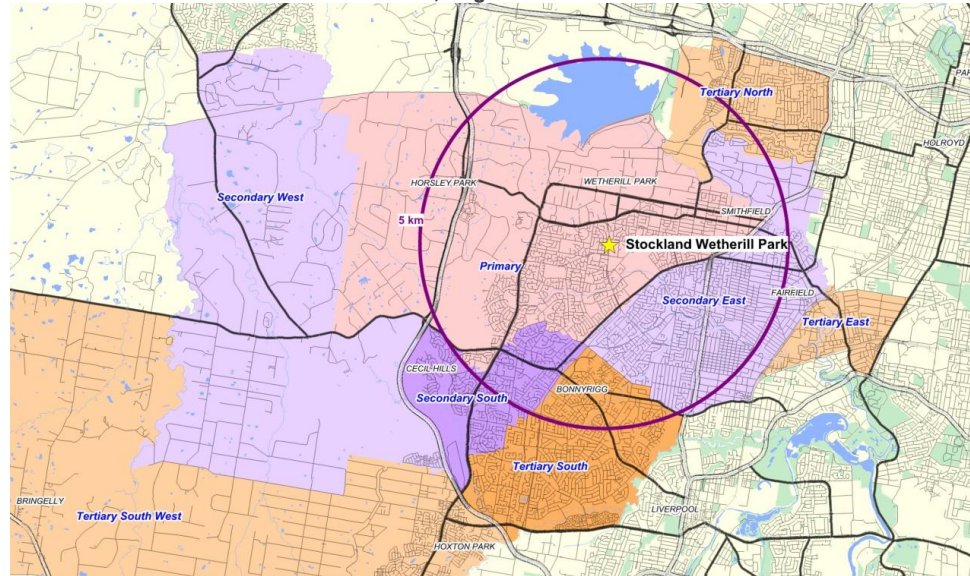 Tertiary North
HOLROYD
HORSLEY PARK
WETHERILL PARK
Secondary West
SMITHFIELD
5 km
Stockland Wetherill Park
Primary
FAIRFIELD
Secondary East
Tertiary East
CECIL HILLS
BONNYRIGG
Secondary South
Tertiary South
BRINGELLY
LIVERPOOL
Tertiary South West
HOXTON PARK